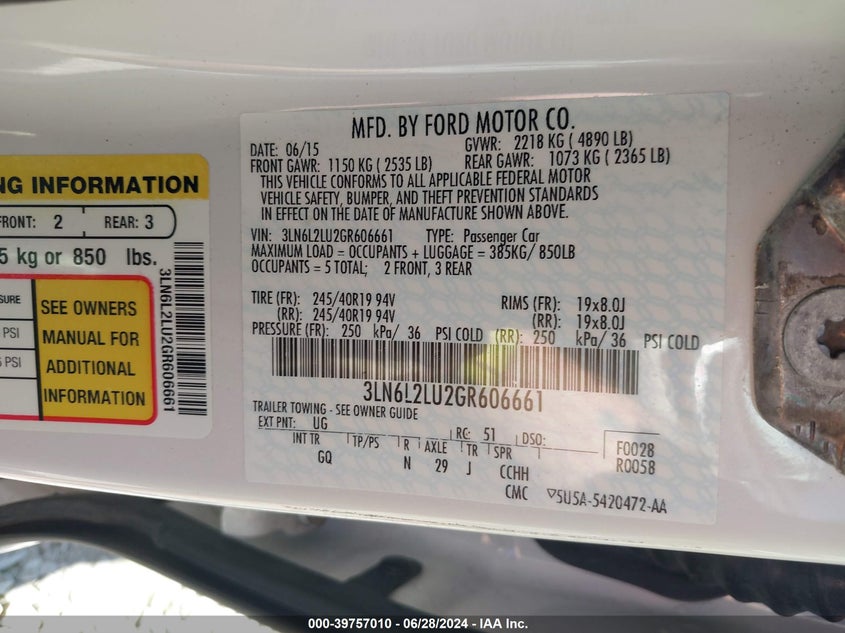 MFD. BY FORD MOTOR CO.
DATE: 06/15
GVWR: 2218 KG ( 4890 LB)
FRONT GAWR: 1150 KG ( 2535 LB)
REAR GAWR: 1073 KG ( 2365 LB)
THIS VEHICLE CONFORMS TO ALL APPLICABLE FEDERAL MOTOR
VEHICLE SAFETY, BUMPER, AND THEFT PREVENTION STANDARDS
IN EFFECT ON THE DATE OF MANUFACTURE SHOWN ABOVE.
VIN: 3LN6L2LU2GR606661 TYPE: Passenger Car
MAXIMUM LOAD = OCCUPANTS + LUGGAGE = 385KG/ 850LB
OCCUPANTS = 5 TOTAL; 2 FRONT, 3 REAR
TIRE (FR): 245/40R19 94V RIMS (FR): 19x8.0J
(RR): 245/40R19 94V (RR): 19x8.0J
PRESSURE (FR): 250 kPa/ 36 PSI COLD (RR): 250 kPa/ 36 PSI COLD
3LN6L2LU2GR606661
TRAILER TOWING - SEE OWNER GUIDE
EXT PNT: UG RC: 51 DSO:
INT TR TP/PS R AXLE TR SPR
GQ N 29 J CCHH
F0028
R0058
CMC ▽5U5A-5420472-AA
NG INFORMATION
FRONT: 2 REAR: 3
5 kg or 850 lbs.
SURE
PSI
PSI
SEE OWNERS
MANUAL FOR
ADDITIONAL
INFORMATION
3LN6L2LU2GR606661
000-39757010 - 06/28/2024 - IAA Inc.